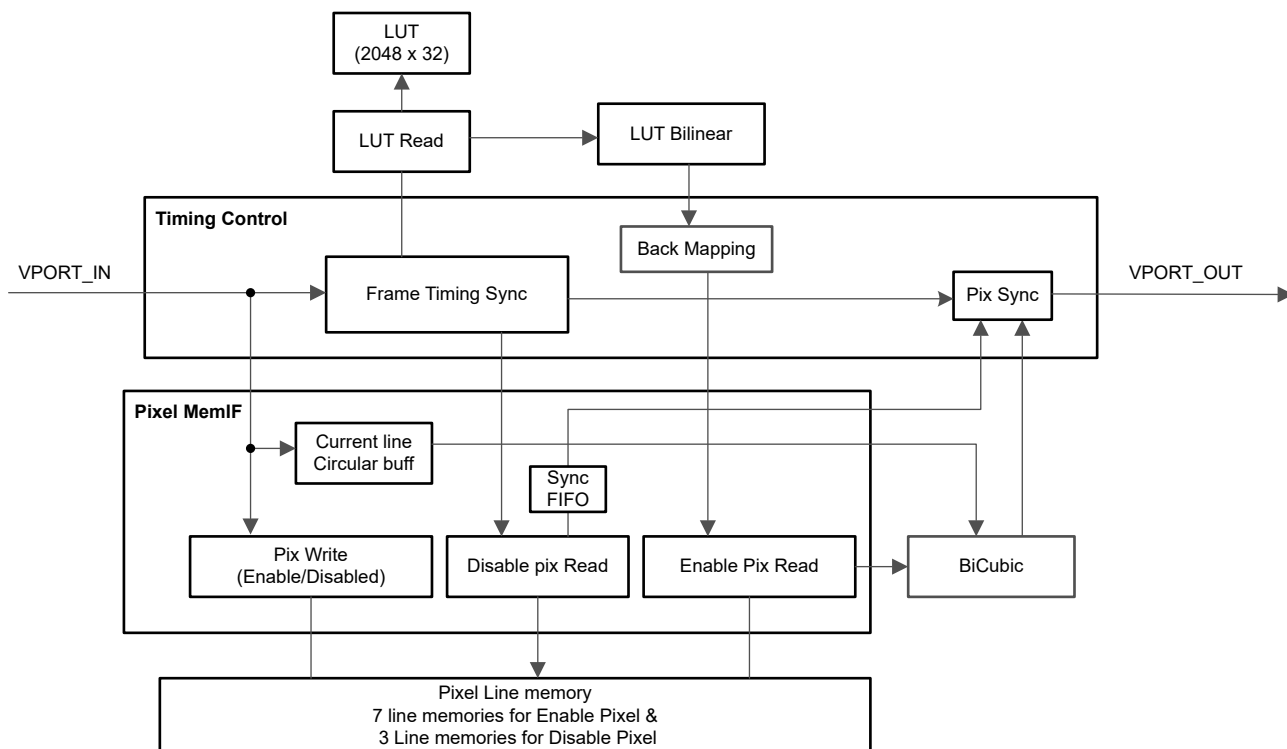 LUT
(2048 x 32)
LUT Read
LUT Bilinear
Timing Control
Back Mapping
VPORT_IN
Frame Timing Sync
Pix Sync
VPORT_OUT
Pixel MemIF
Current line
Circular buff
Sync
FIFO
Pix Write
(Enable/Disabled)
Disable pix Read
Enable Pix Read
BiCubic
Pixel Line memory
7 line memories for Enable Pixel &
3 Line memories for Disable Pixel